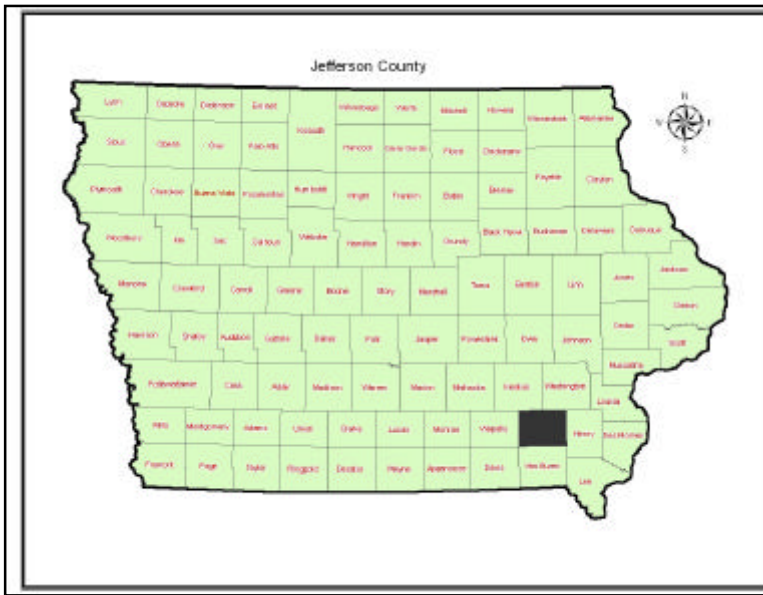 Jefferson County
N
W E
S
Lyon Osceola Dickinson Emmet Winnebago Worth Mitchell Howard Winneshiek Allamakee
Kossuth
Sioux Obrien Clay Palo Alto Hancock Cerro Gordo Floyd Chickasaw
Fayette Clayton
Plymouth Cherokee Buena Vista Pocahontas Humboldt Wright Franklin Butler Bremer
Woodbury Ida Sac Calhoun Webster Hamilton Hardin Grundy Black Hawk Buchanan Delaware Dubuque
Monona Crawford Carroll Greene Boone Story Marshall Tama Benton Linn Jones Jackson
Clinton
Harrison Shelby Audubon Guthrie Dallas Polk Jasper Poweshiek Iowa Johnson Cedar Scott
Muscatine
Pottawattamie Cass Adair Madison Warren Marion Mahaska Keokuk Washington Louisa
Mills Montgomery Adams Union Clarke Lucas Monroe Wapello Henry Des Moines
Fremont Page Taylor Ringgold Decatur Wayne Appanoose Davis Van Buren
Lee